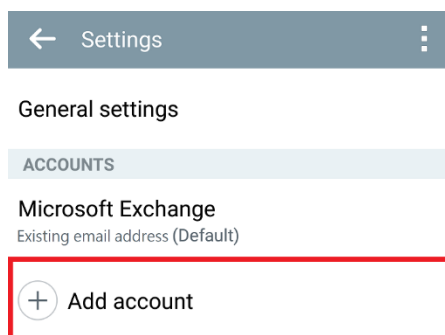 Settings
General settings
ACCOUNTS
Microsoft Exchange
Existing email address (Default)
Add account